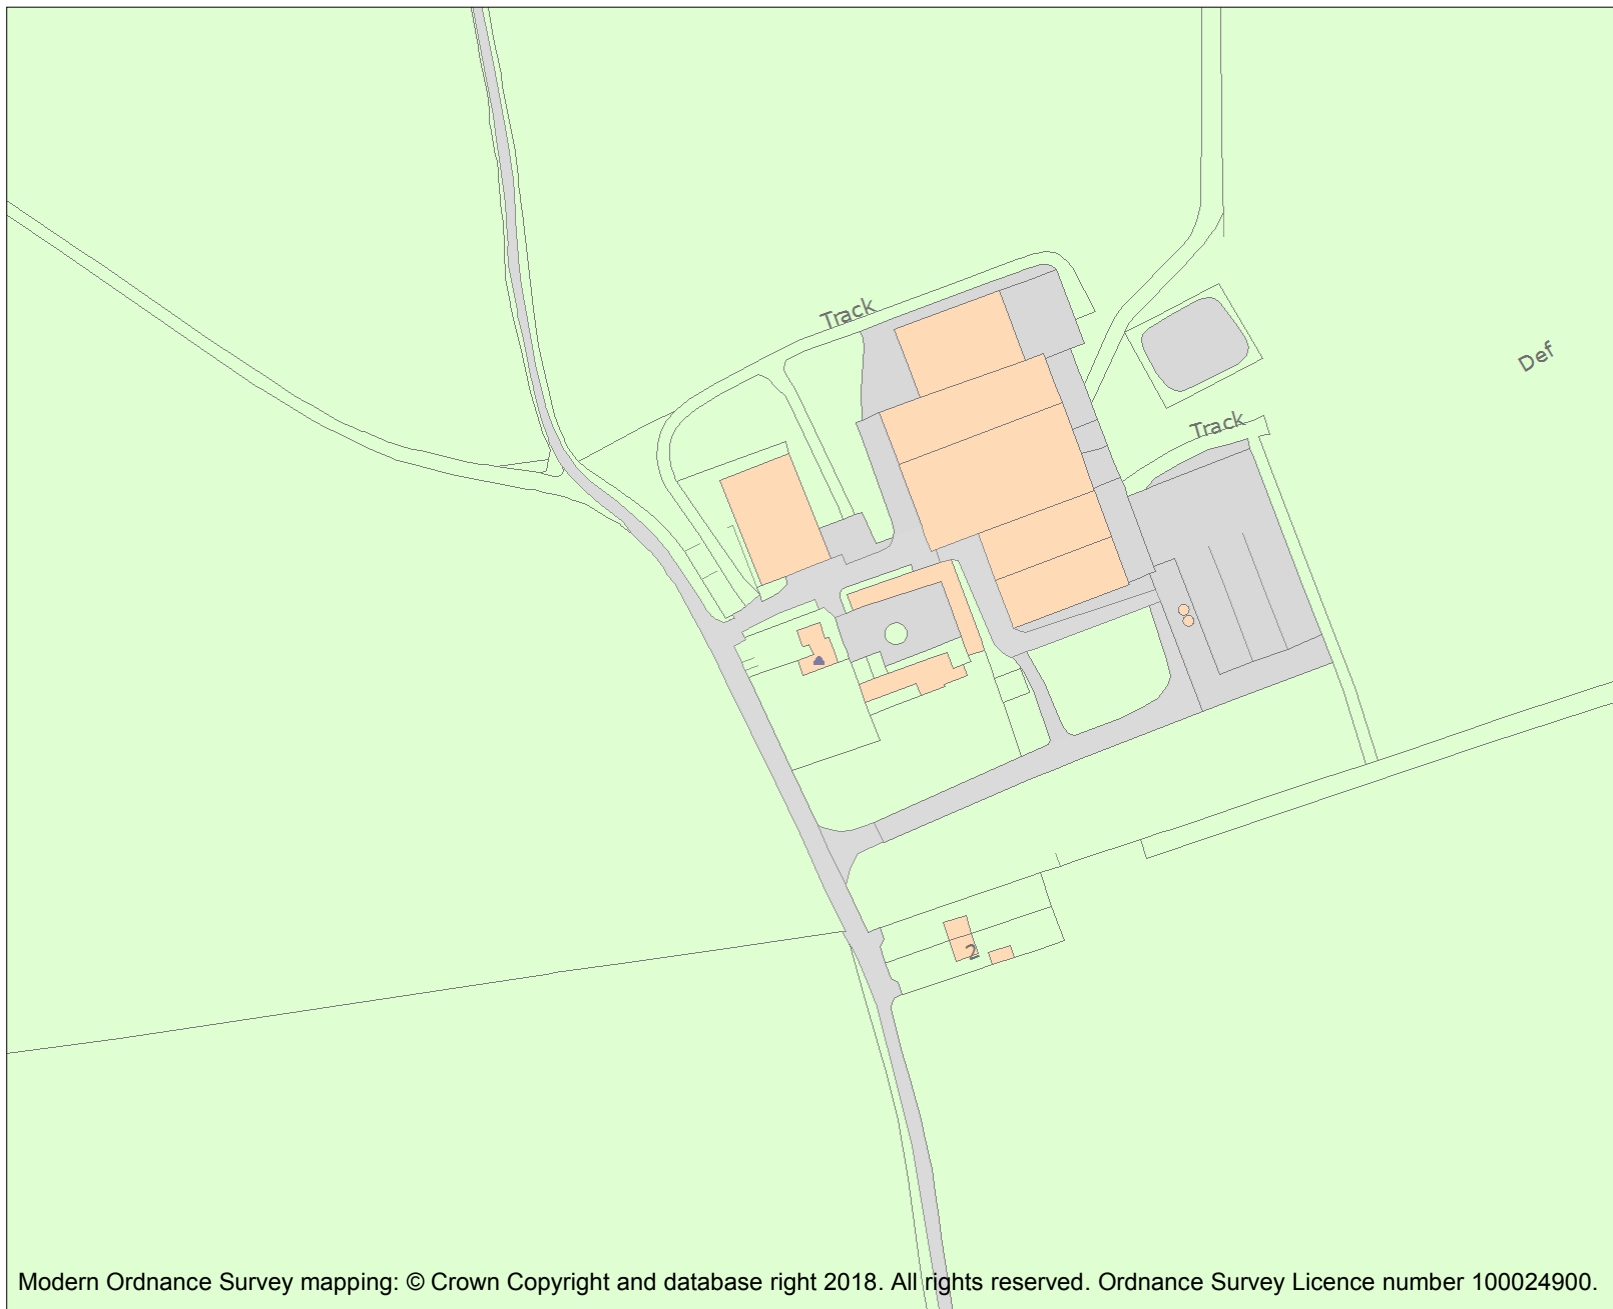 Track
Def
Track
2
Modern Ordnance Survey mapping: © Crown Copyright and database right 2018. All rights reserved. Ordnance Survey Licence number 100024900.